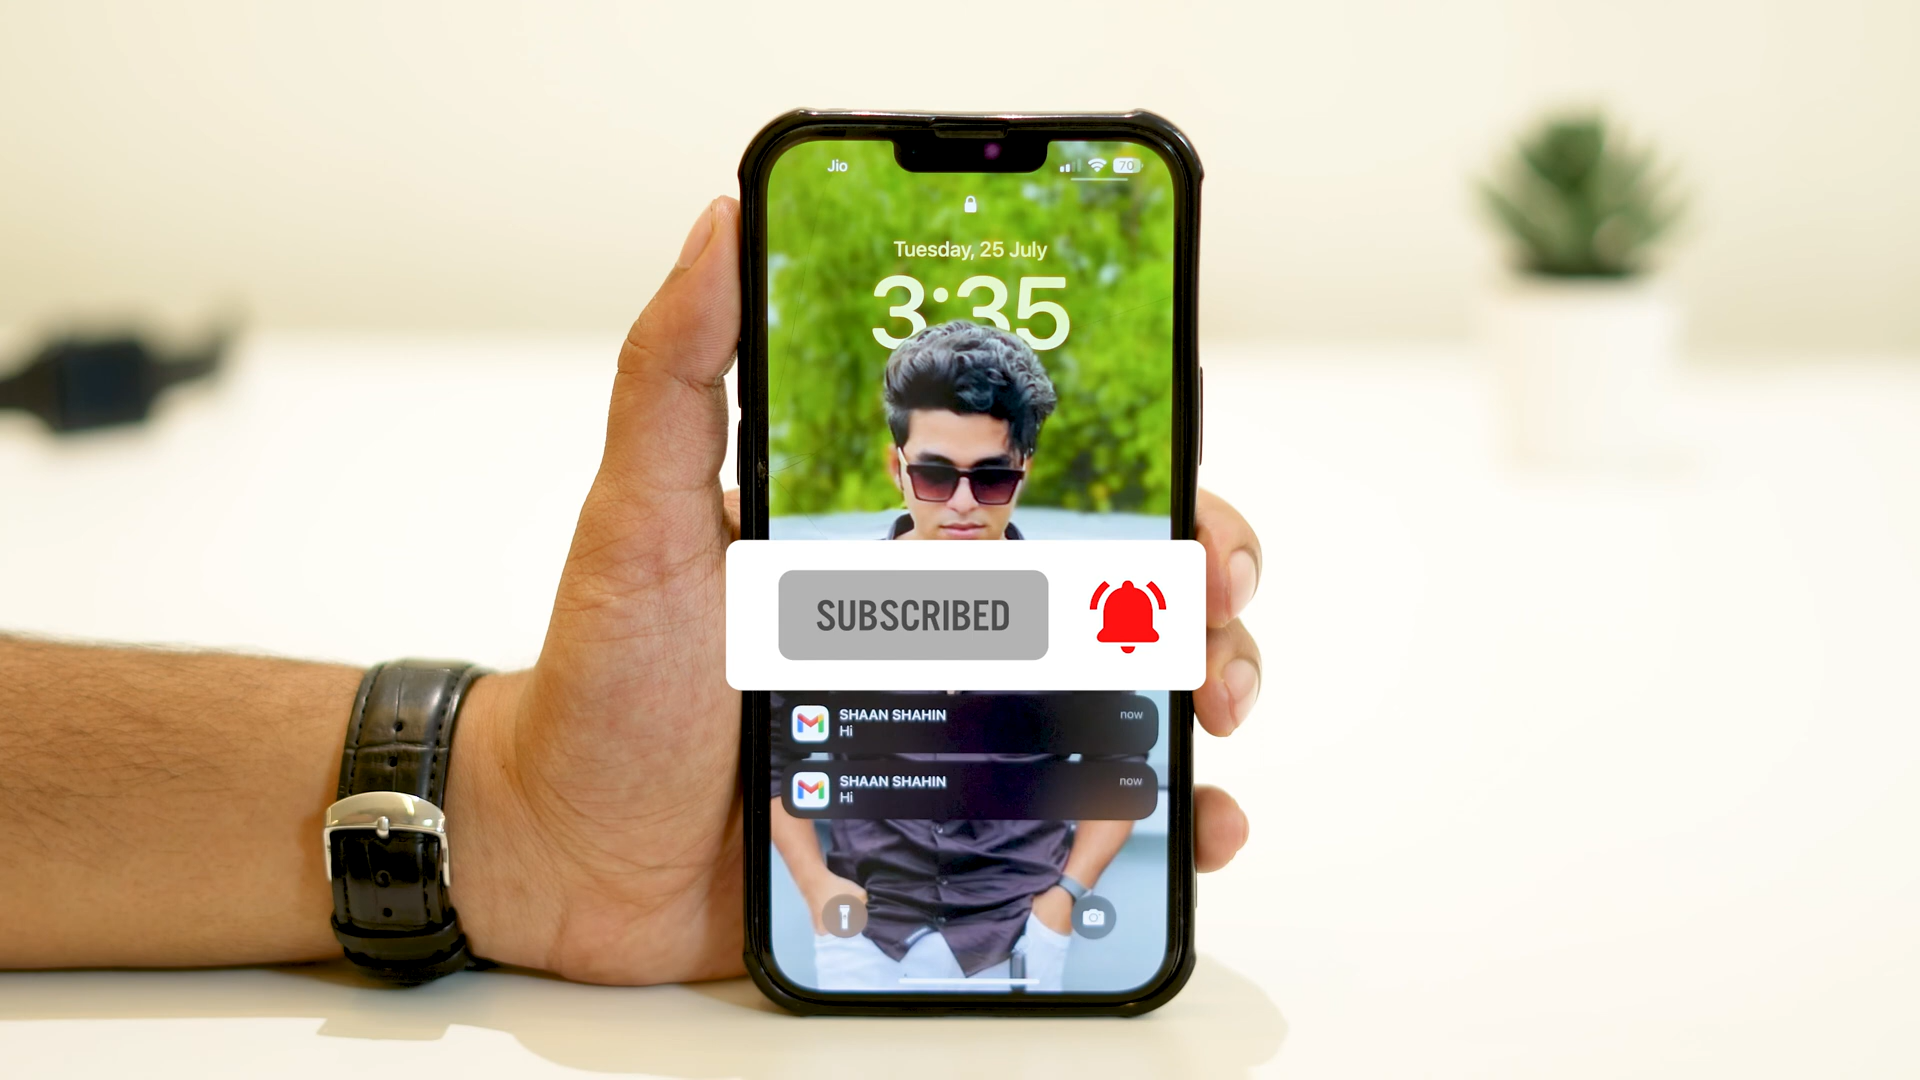 Jio
70
Tuesday, 25 July
3:35
SUBSCRIBED
SHAAN SHAHIN
now
Hi
SHAAN SHAHIN
now
Hi